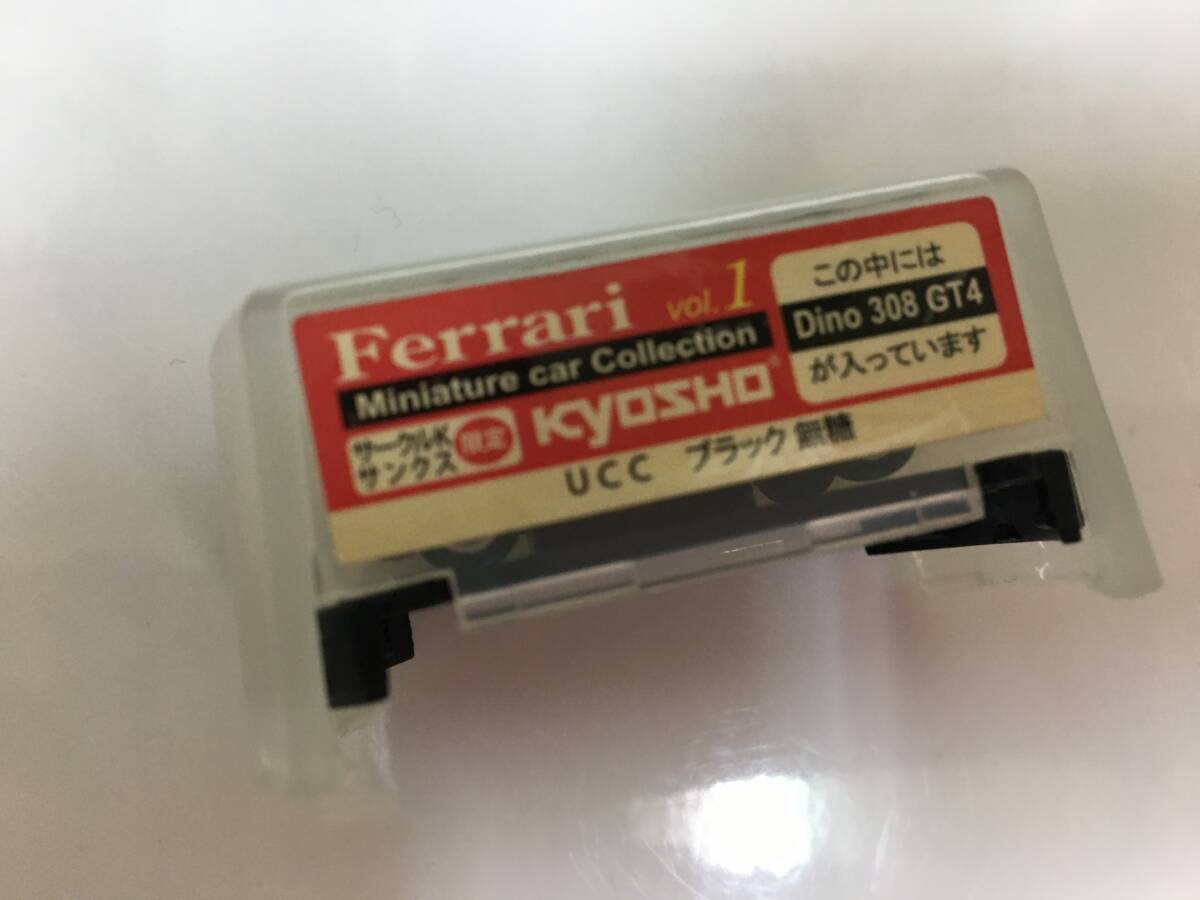 Ferrari vol.1
Miniature car Collection
サークルK
サンクス
限定
KYOSHO
この中には
Dino 308 GT4
が入っています
UCC ブラック 無糖